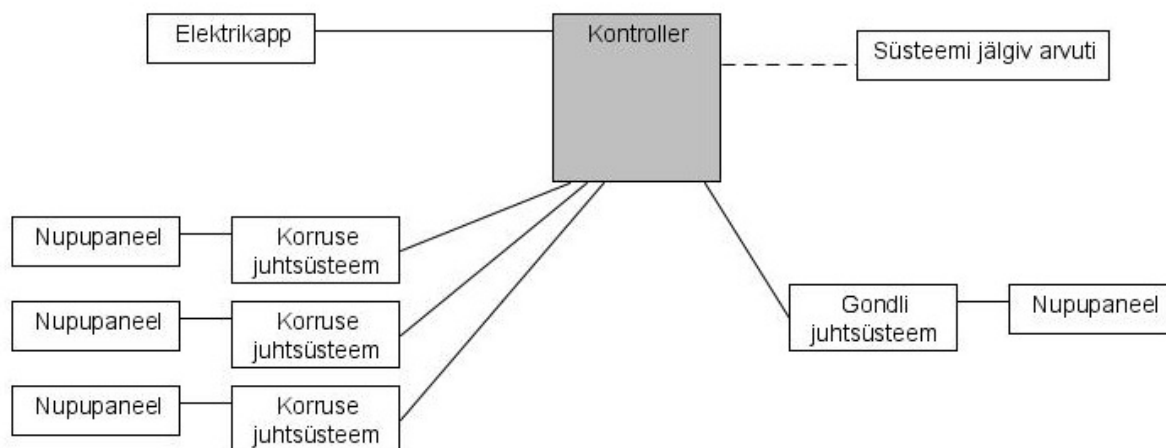 Elektrikapp
Kontroller
Süsteemi jälgiv arvuti
Nupupaneel
Korruse
juhtsüsteem
Nupupaneel
Korruse
juhtsüsteem
Nupupaneel
Korruse
juhtsüsteem
Gondli
juhtsüsteem
Nupupaneel